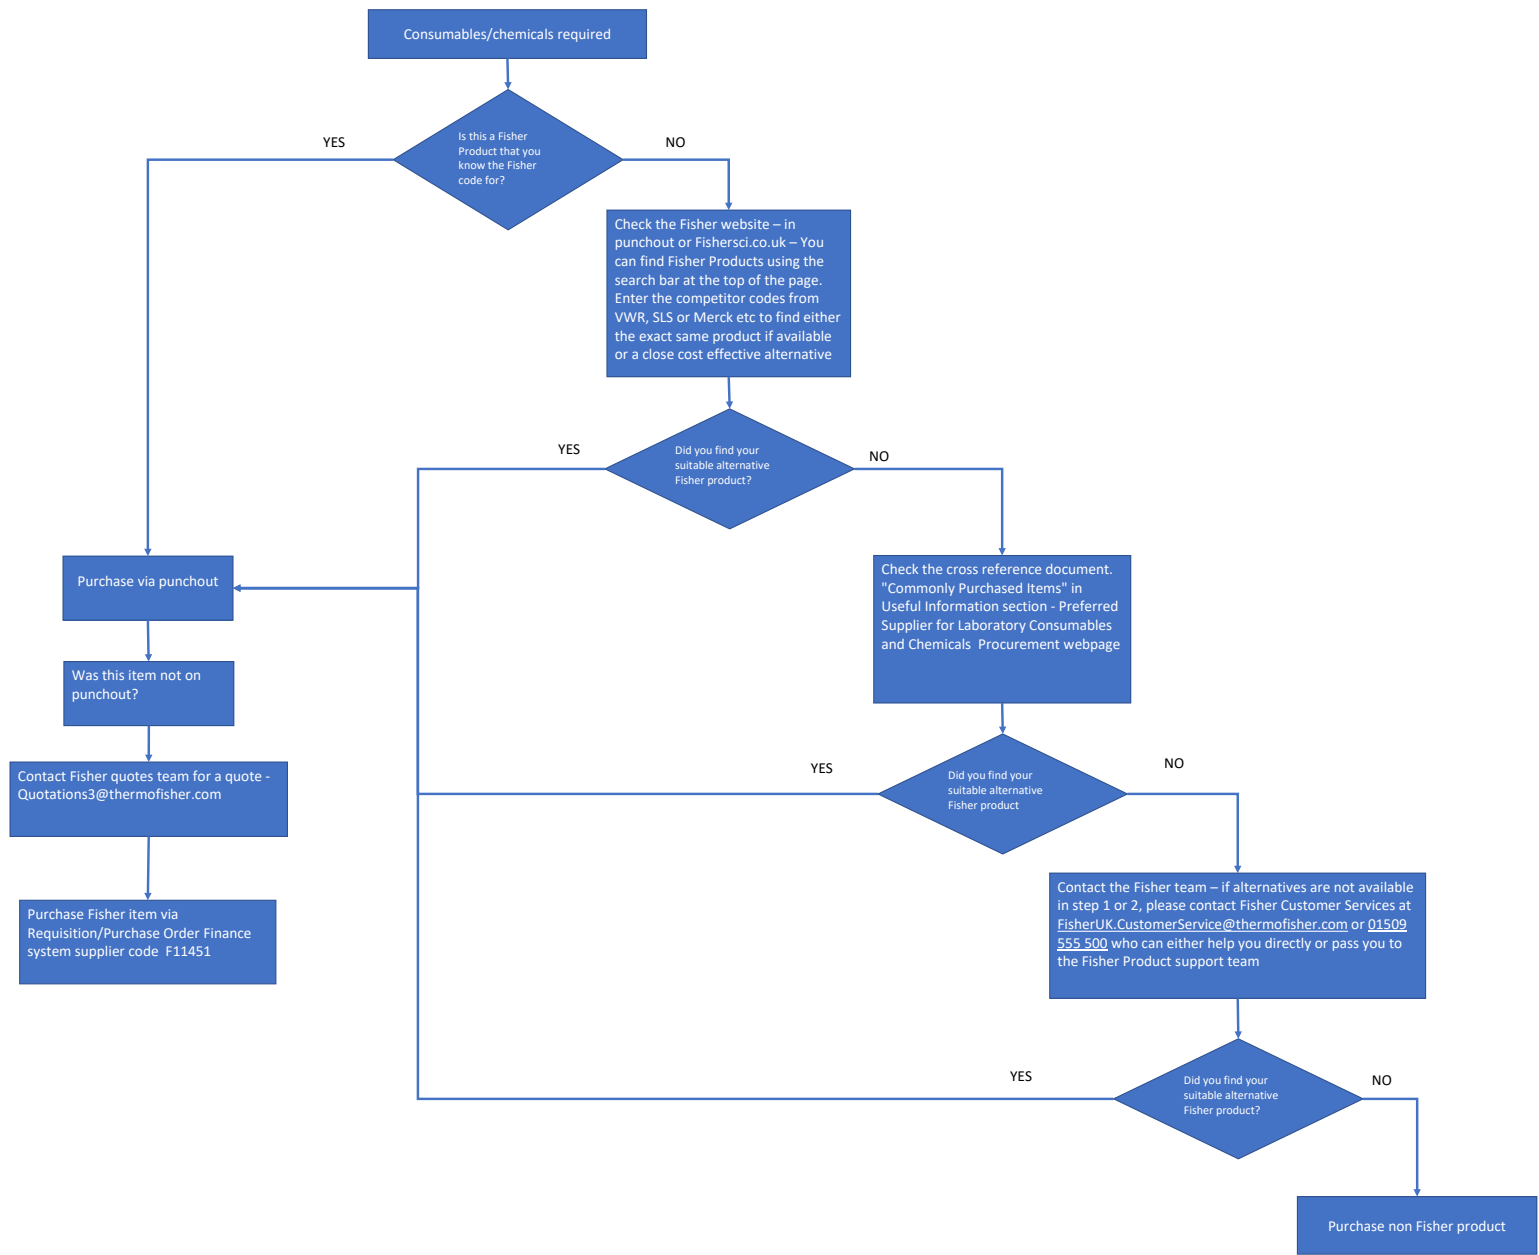 Consumables/chemicals required
Is this a Fisher
Product that you
know the Fisher
code for?
YES
NO
Check the Fisher website – in
punchout or Fishersci.co.uk – You
can find Fisher Products using the
search bar at the top of the page.
Enter the competitor codes from
VWR, SLS or Merck etc to find either
the exact same product if available
or a close cost effective alternative
Did you find your
suitable alternative
Fisher product?
YES
NO
Purchase via punchout
Check the cross reference document.
"Commonly Purchased Items" in
Useful Information section - Preferred
Supplier for Laboratory Consumables
and Chemicals  Procurement webpage
Was this item not on
punchout?
Contact Fisher quotes team for a quote -
Quotations3@thermofisher.com
Did you find your
suitable alternative
Fisher product
YES
NO
Purchase Fisher item via
Requisition/Purchase Order Finance
system supplier code  F11451
Contact the Fisher team – if alternatives are not available
in step 1 or 2, please contact Fisher Customer Services at
FisherUK.CustomerService@thermofisher.com or 01509
555 500 who can either help you directly or pass you to
the Fisher Product support team
Did you find your
suitable alternative
Fisher product?
YES
NO
Purchase non Fisher product